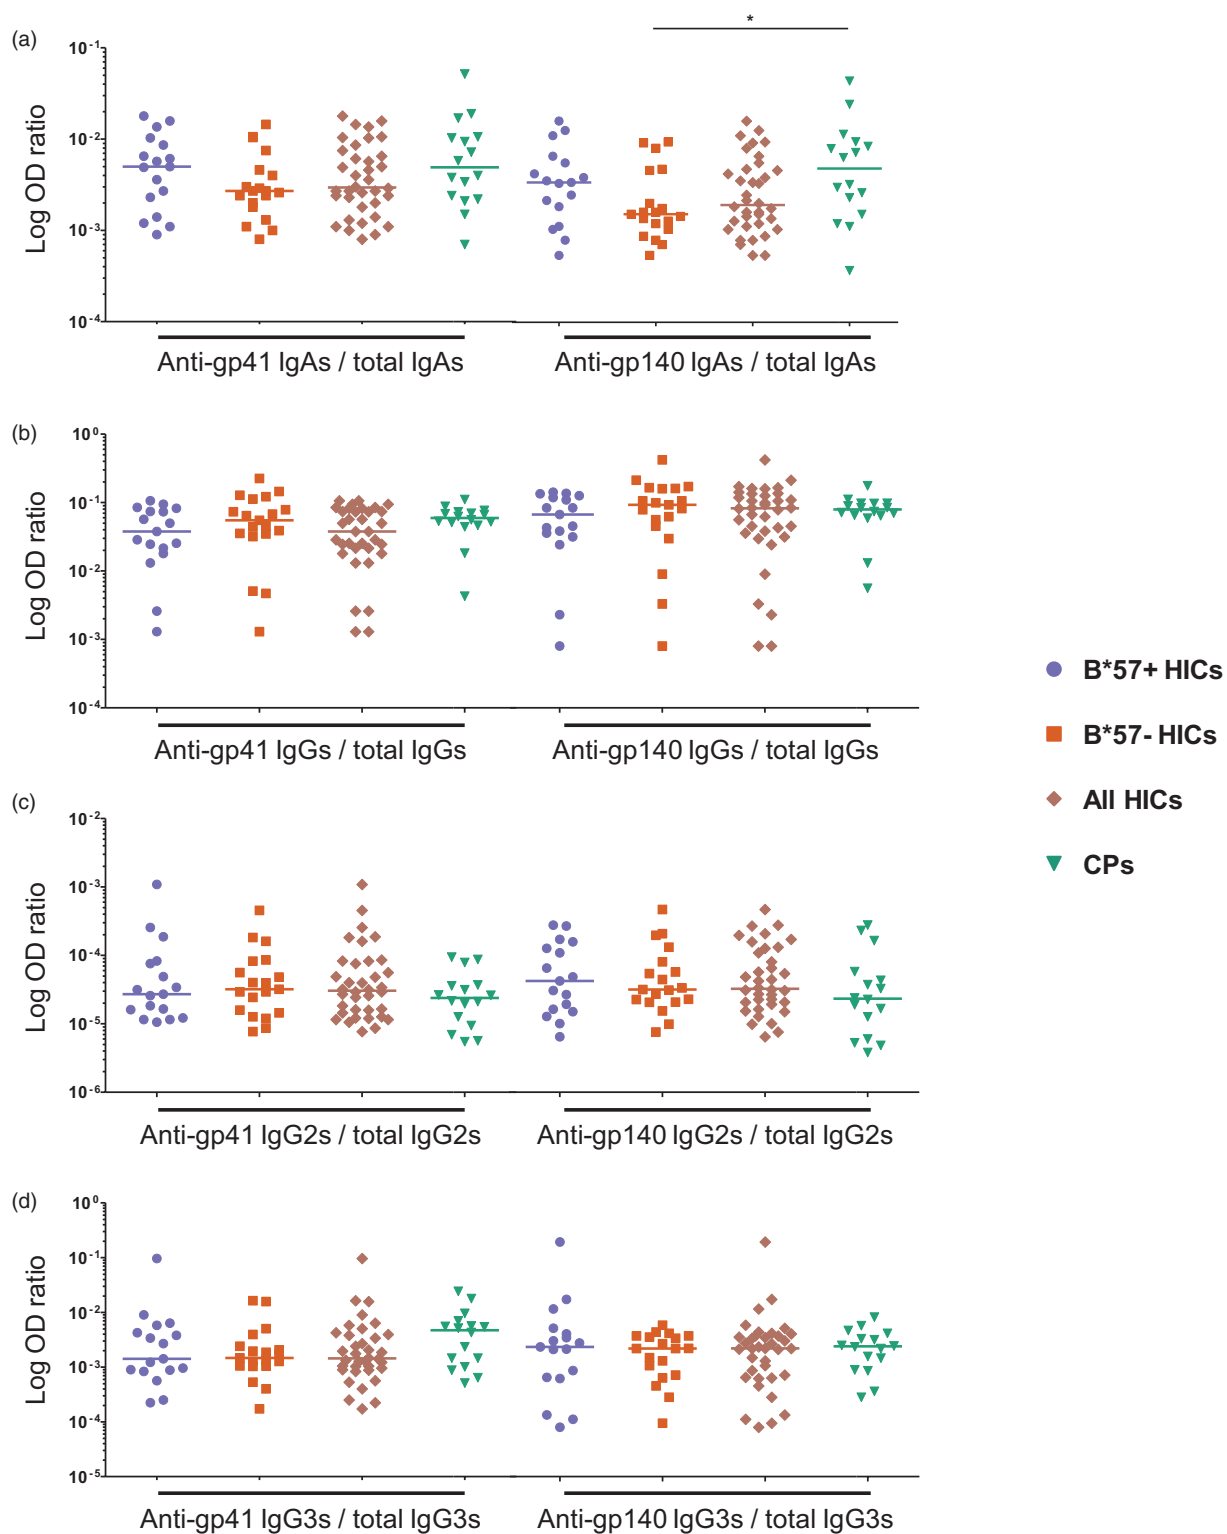 (a)
*
Log OD ratio
10⁻¹
10⁻²
10⁻³
10⁻⁴
Anti-gp41 IgAs / total IgAs
Anti-gp140 IgAs / total IgAs
(b)
Log OD ratio
10⁰
10⁻¹
10⁻²
10⁻³
10⁻⁴
Anti-gp41 IgGs / total IgGs
Anti-gp140 IgGs / total IgGs
B*57+ HICs
B*57- HICs
All HICs
CPs
(c)
Log OD ratio
10⁻²
10⁻³
10⁻⁴
10⁻⁵
10⁻⁶
Anti-gp41 IgG2s / total IgG2s
Anti-gp140 IgG2s / total IgG2s
(d)
Log OD ratio
10⁰
10⁻¹
10⁻²
10⁻³
10⁻⁴
10⁻⁵
Anti-gp41 IgG3s / total IgG3s
Anti-gp140 IgG3s / total IgG3s